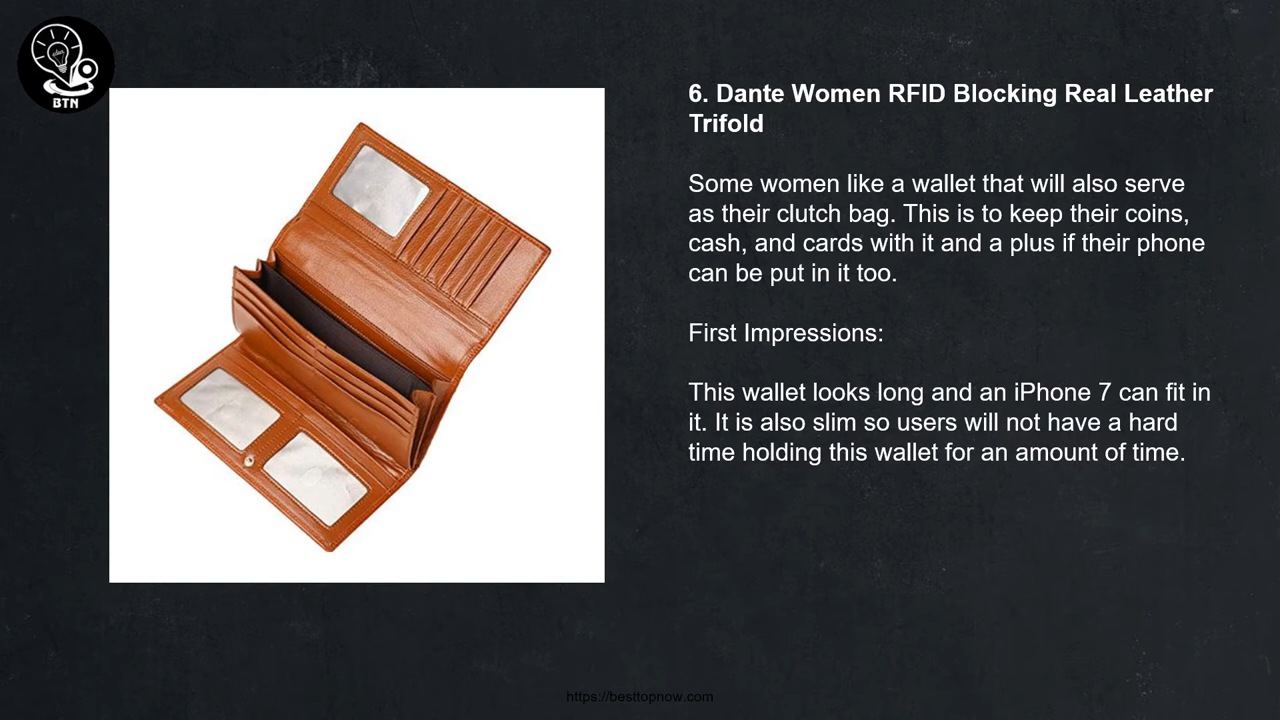 BTN
6. Dante Women RFID Blocking Real Leather
Trifold
Some women like a wallet that will also serve
as their clutch bag. This is to keep their coins,
cash, and cards with it and a plus if their phone
can be put in it too.
First Impressions:
This wallet looks long and an iPhone 7 can fit in
it. It is also slim so users will not have a hard
time holding this wallet for an amount of time.
https://besttopnow.com